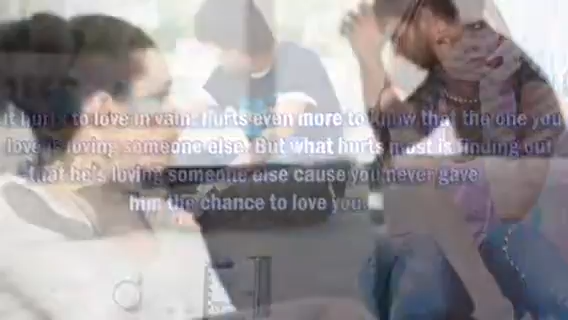 It hurts to love in vain; hurts even more to know that the one you
love is loving someone else. But what hurts most is finding out
that he's loving someone else cause you never gave
him the chance to love you.